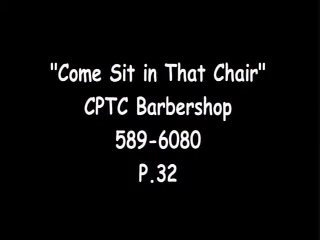 "Come Sit in That Chair"
CPTC Barbershop
589-6080
P.32